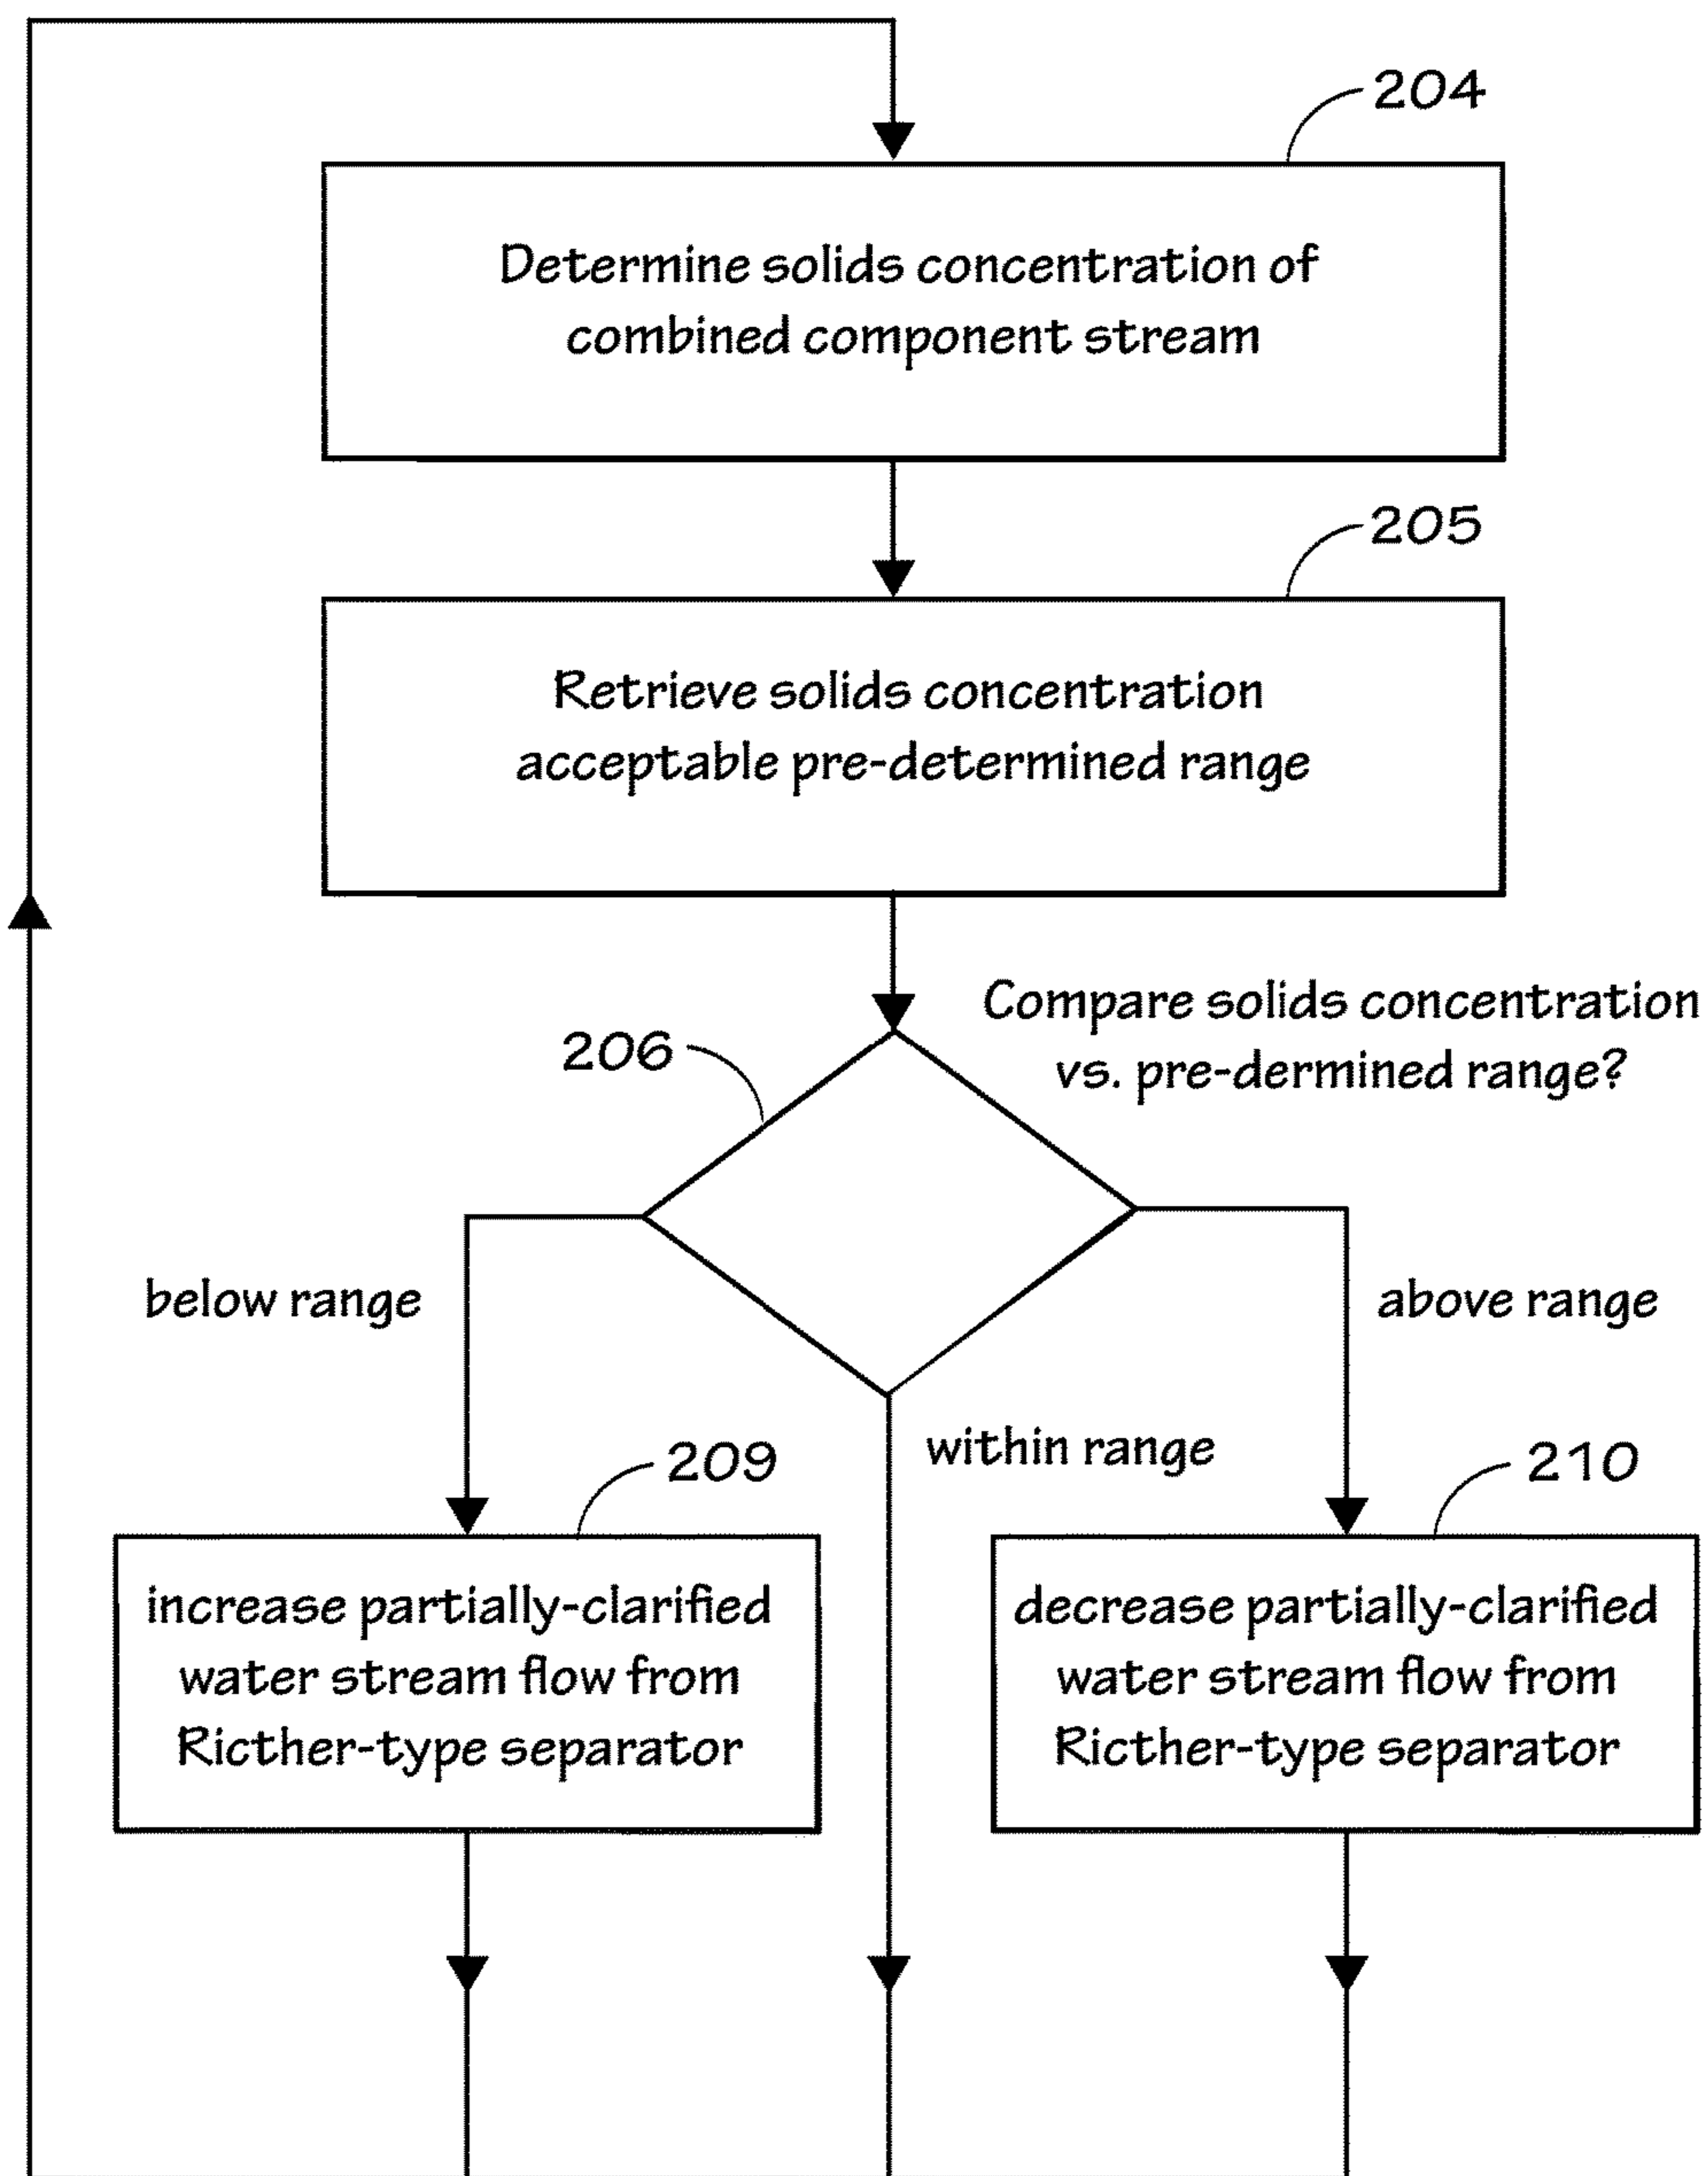 204
Determine solids concentration of
combined component stream
205
Retrieve solids concentration
acceptable pre-determined range
Compare solids concentration
vs. pre-dermined range?
206
below range
above range
within range
209
210
increase partially-clarified
water stream flow from
Ricther-type separator
decrease partially-clarified
water stream flow from
Ricther-type separator